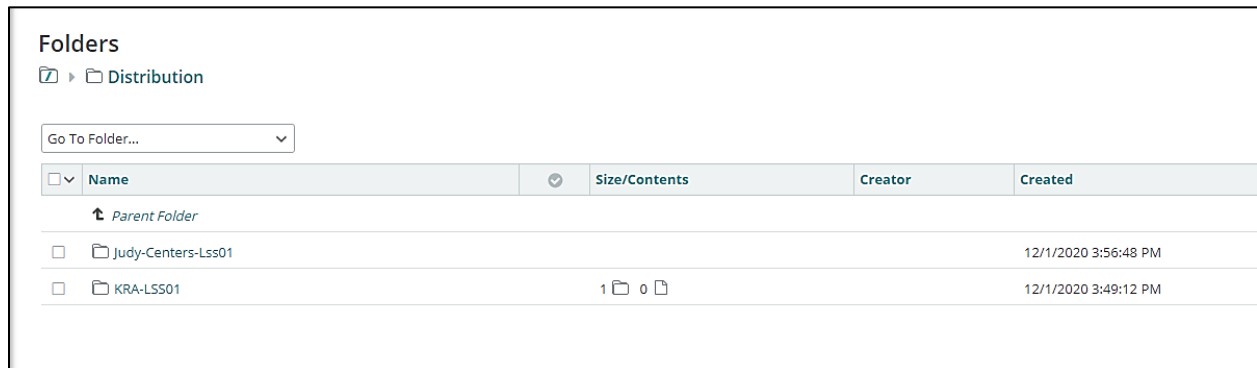 Folders
Distribution
Go To Folder...
Name Size/Contents Creator Created
Parent Folder
Judy-Centers-Lss01 12/1/2020 3:56:48 PM
KRA-LSS01 1 0 12/1/2020 3:49:12 PM